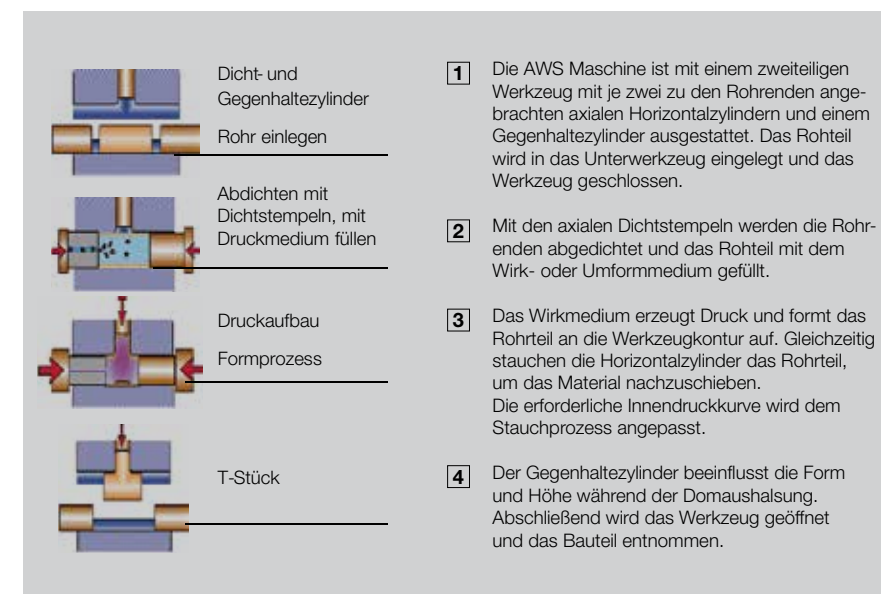 Dicht- und
Gegenhaltezylinder
Rohr einlegen
1 Die AWS Maschine ist mit einem zweiteiligen
Werkzeug mit je zwei zu den Rohrenden ange-
brachten axialen Horizontalzylindern und einem
Gegenhaltezylinder ausgestattet. Das Rohteil
wird in das Unterwerkzeug eingelegt und das
Werkzeug geschlossen.
Abdichten mit
Dichtstempeln, mit
Druckmedium füllen
2 Mit den axialen Dichtstempeln werden die Rohr-
enden abgedichtet und das Rohteil mit dem
Wirk- oder Umformmedium gefüllt.
Druckaufbau
Formprozess
3 Das Wirkmedium erzeugt Druck und formt das
Rohrteil an die Werkzeugkontur auf. Gleichzeitig
stauchen die Horizontalzylinder das Rohrteil,
um das Material nachzuschieben.
Die erforderliche Innendruckkurve wird dem
Stauchprozess angepasst.
T-Stück
4 Der Gegenhaltezylinder beeinflusst die Form
und Höhe während der Domaushalsung.
Abschließend wird das Werkzeug geöffnet
und das Bauteil entnommen.